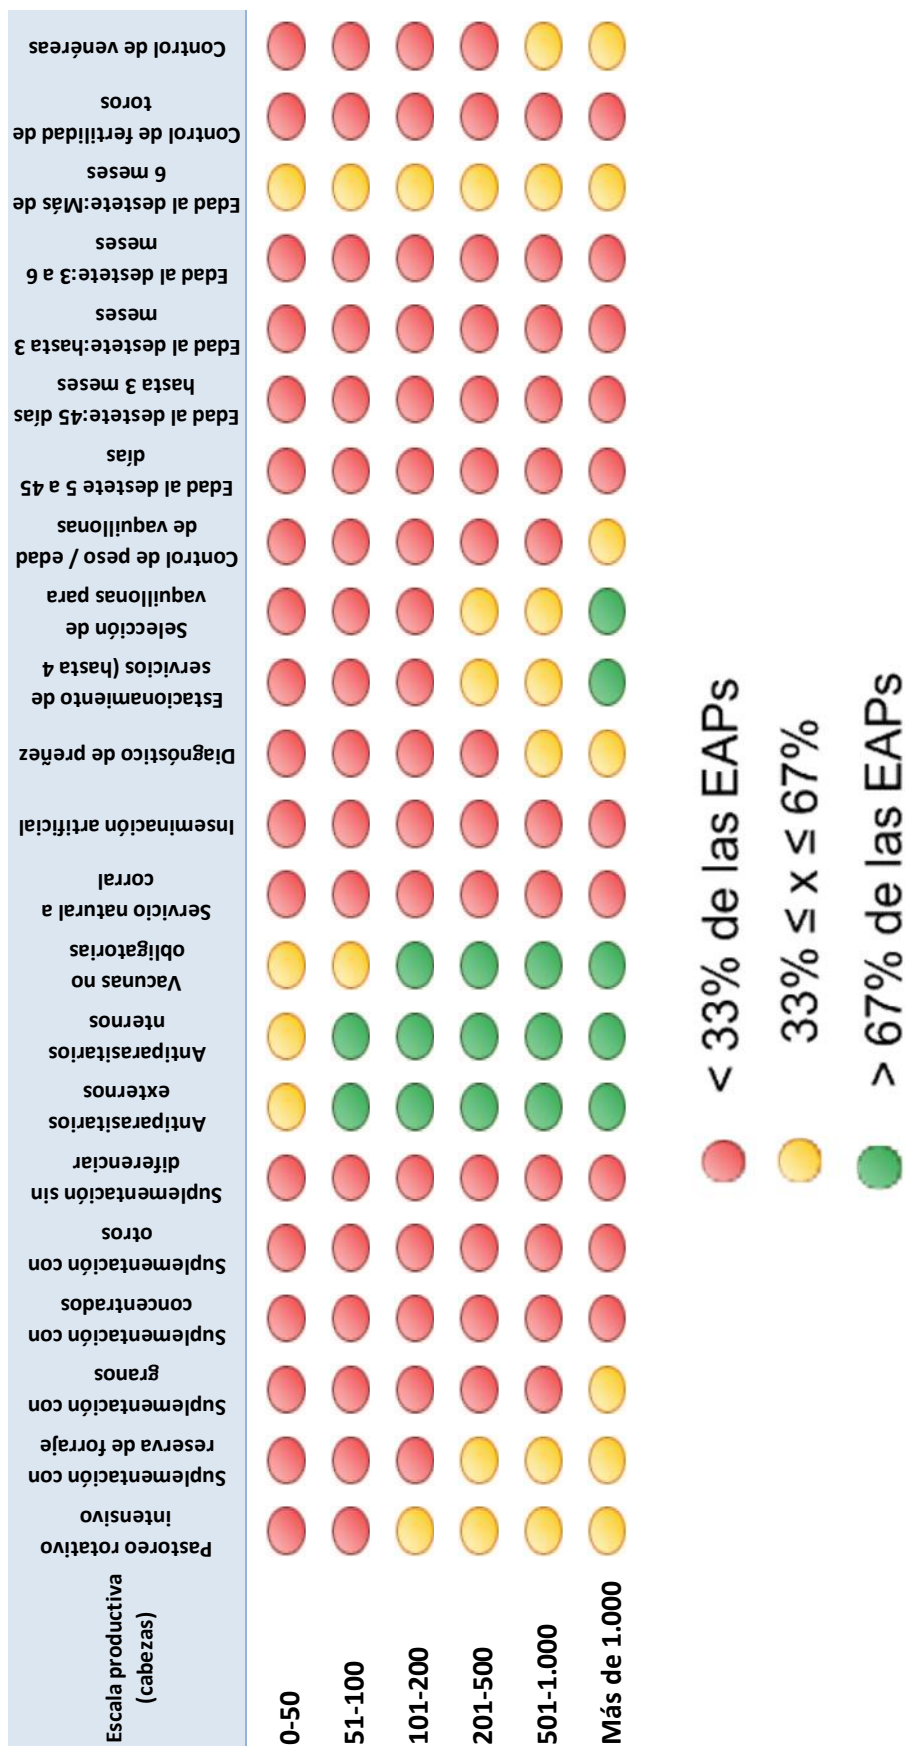 Escala productiva
(cabezas)
Pastoreo rotativo
intensivo
Suplementación con
reserva de forraje
Suplementación con
granos
Suplementación con
concentrados
Suplementación con
otros
Suplementación sin
diferenciar
Antiparasitarios
externos
Antiparasitarios
nternos
Vacunas no
obligatorias
Servicio natural a
corral
Inseminación artificial
Diagnóstico de preñez
Estacionamiento de
servicios (hasta 4
Selección de
vaquillonas para
Control de peso / edad
de vaquillonas
Edad al destete 5 a 45
días
Edad al destete:45 días
hasta 3 meses
Edad al destete:hasta 3
meses
Edad al destete:3 a 6
meses
Edad al destete:Más de
6 meses
Control de fertilidad de
toros
Control de venéreas
0-50
51-100
101-200
201-500
501-1.000
Más de 1.000
< 33% de las EAPs
33% ≤ x ≤ 67%
> 67% de las EAPs